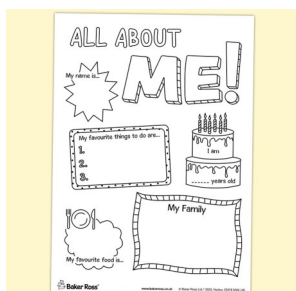 ALL ABOUT
ME!
My name is...
My favourite things to do are...
1.
2.
3.
I am
years old
My Family
My favourite food is...
Baker Ross